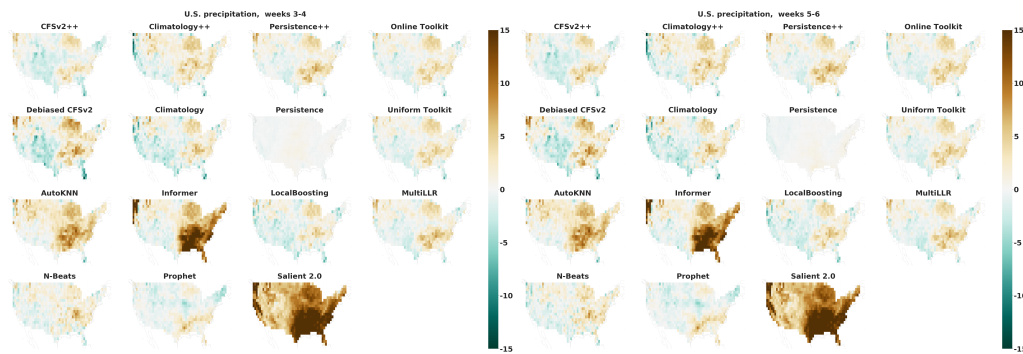 U.S. precipitation, weeks 3-4
CFSv2++ Climatology++ Persistence++ Online Toolkit
Debiased CFSv2 Climatology Persistence Uniform Toolkit
AutoKNN Informer LocalBoosting MultiLLR
N-Beats Prophet Salient 2.0
15
10
5
0
-5
-10
-15
U.S. precipitation, weeks 5-6
CFSv2++ Climatology++ Persistence++ Online Toolkit
Debiased CFSv2 Climatology Persistence Uniform Toolkit
AutoKNN Informer LocalBoosting MultiLLR
N-Beats Prophet Salient 2.0
15
10
5
0
-5
-10
-15